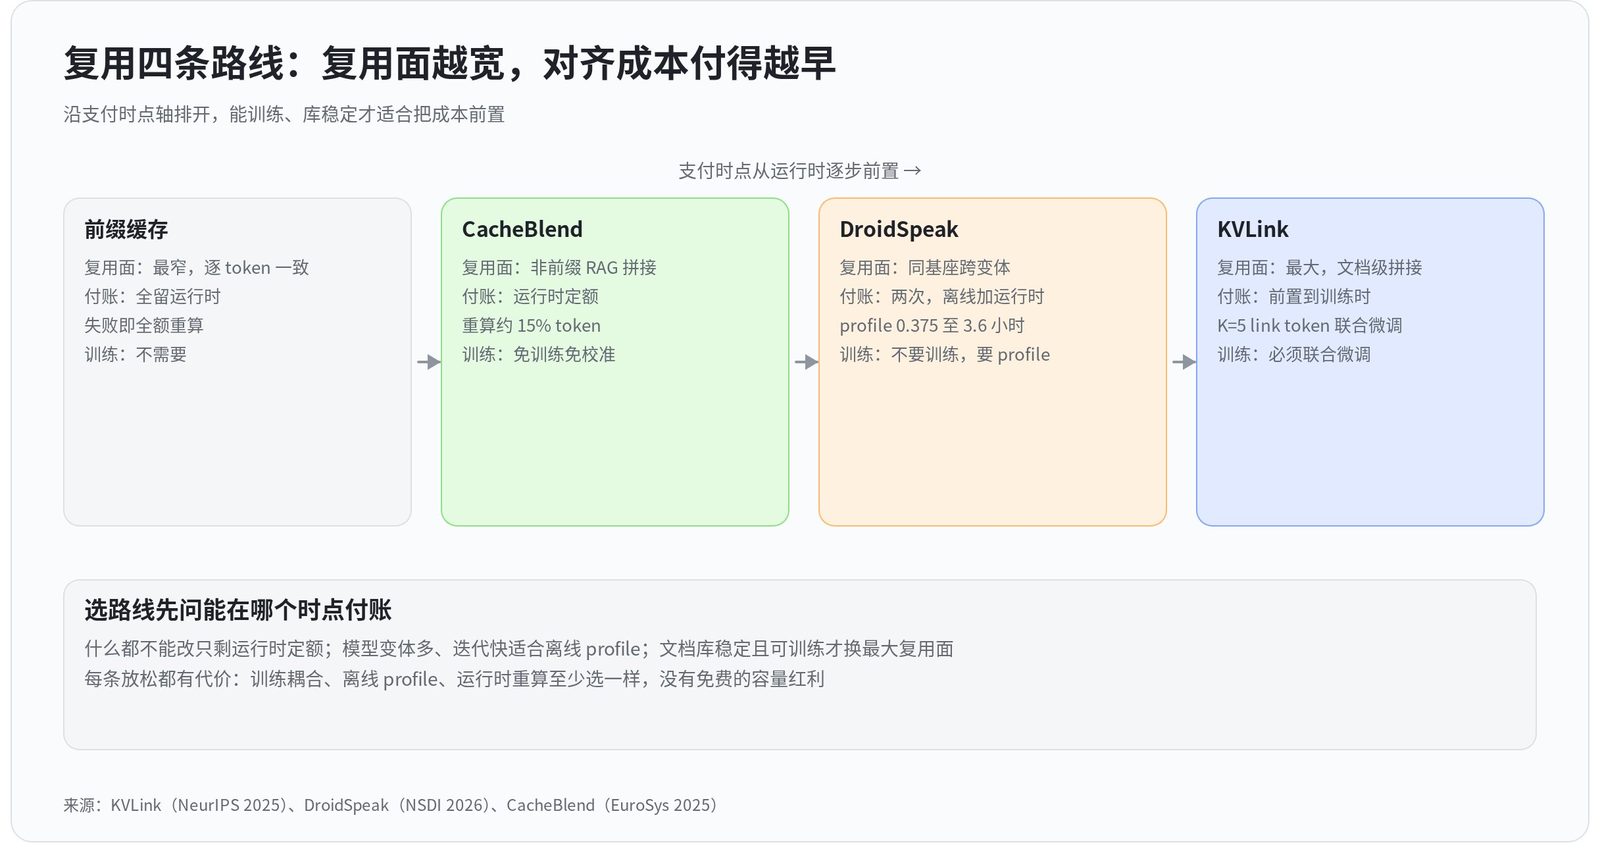 复用四条路线：复用面越宽，对齐成本付得越早
沿支付时点轴排开，能训练、库稳定才适合把成本前置
支付时点从运行时逐步前置 →
前缀缓存
复用面：最窄，逐 token 一致
付账：全留运行时
失败即全额重算
训练：不需要
CacheBlend
复用面：非前缀 RAG 拼接
付账：运行时定额
重算约 15% token
训练：免训练免校准
DroidSpeak
复用面：同基座跨变体
付账：两次，离线加运行时
profile 0.375 至 3.6 小时
训练：不要训练，要 profile
KVLink
复用面：最大，文档级拼接
付账：前置到训练时
K=5 link token 联合微调
训练：必须联合微调
选路线先问能在哪个时点付账
什么都不能改只剩运行时定额；模型变体多、迭代快适合离线 profile；文档库稳定且可训练才换最大复用面
每条放松都有代价：训练耦合、离线 profile、运行时重算至少选一样，没有免费的容量红利
来源：KVLink（NeurIPS 2025）、DroidSpeak（NSDI 2026）、CacheBlend（EuroSys 2025）